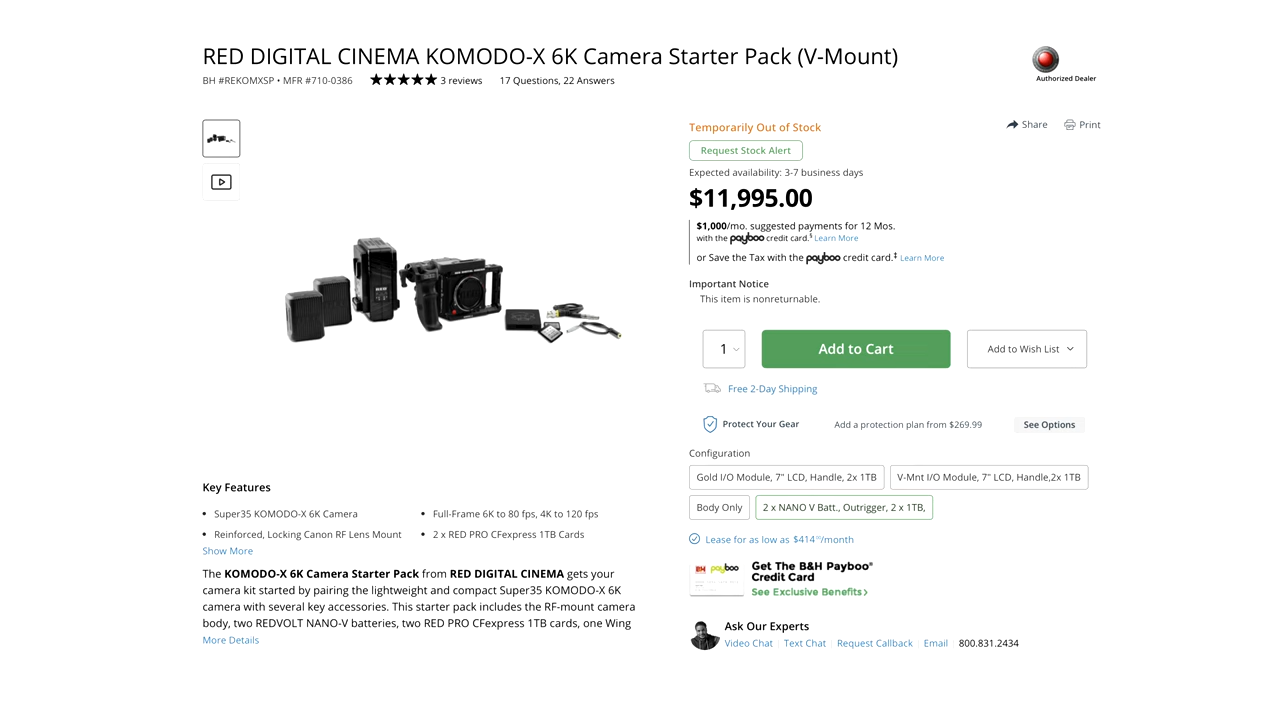 RED DIGITAL CINEMA KOMODO-X 6K Camera Starter Pack (V-Mount)
BH #REKOMXSP • MFR #710-0386 3 reviews 17 Questions, 22 Answers
Authorized Dealer
Temporarily Out of Stock
Share Print
Request Stock Alert
Expected availability: 3-7 business days
$11,995.00
$1,000/mo. suggested payments for 12 Mos.
with the payboo credit card.§ Learn More
or Save the Tax with the payboo credit card.‡ Learn More
Important Notice
This item is nonreturnable.
1 Add to Cart Add to Wish List
Free 2-Day Shipping
Protect Your Gear Add a protection plan from $269.99 See Options
Configuration
Gold I/O Module, 7" LCD, Handle, 2x 1TB
V-Mnt I/O Module, 7" LCD, Handle,2x 1TB
Body Only
2 x NANO V Batt., Outrigger, 2 x 1TB,
Lease for as low as $414/month
B&H payboo
Get The B&H Payboo®
Credit Card
See Exclusive Benefits
Ask Our Experts
Video Chat Text Chat Request Callback Email 800.831.2434
Key Features
• Super35 KOMODO-X 6K Camera
• Full-Frame 6K to 80 fps, 4K to 120 fps
• Reinforced, Locking Canon RF Lens Mount
• 2 x RED PRO CFexpress 1TB Cards
Show More
The KOMODO-X 6K Camera Starter Pack from RED DIGITAL CINEMA gets your
camera kit started by pairing the lightweight and compact Super35 KOMODO-X 6K
camera with several key accessories. This starter pack includes the RF-mount camera
body, two REDVOLT NANO-V batteries, two RED PRO CFexpress 1TB cards, one Wing
More Details